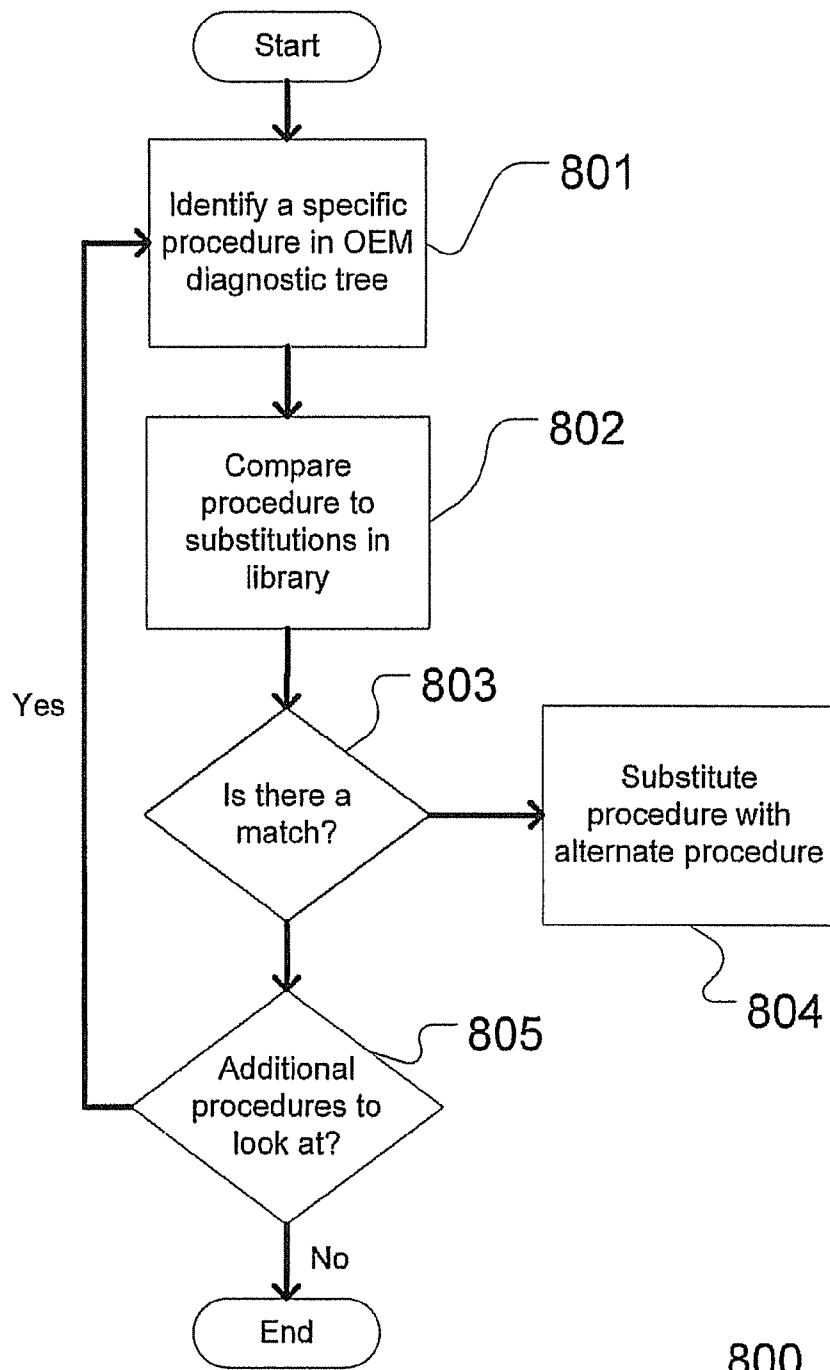 Start
801
Identify a specific
procedure in OEM
diagnostic tree
802
Compare
procedure to
substitutions in
library
803
Yes
Is there a
match?
Substitute
procedure with
alternate procedure
804
805
Additional
procedures to
look at?
No
End
800